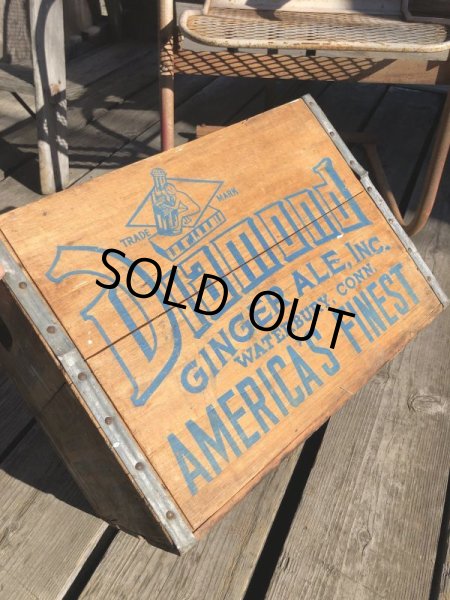 TRADE MARK
Diamond
GINGER ALE, INC.
WATERBURY, CONN.
AMERICA'S FINEST
SOLD OUT